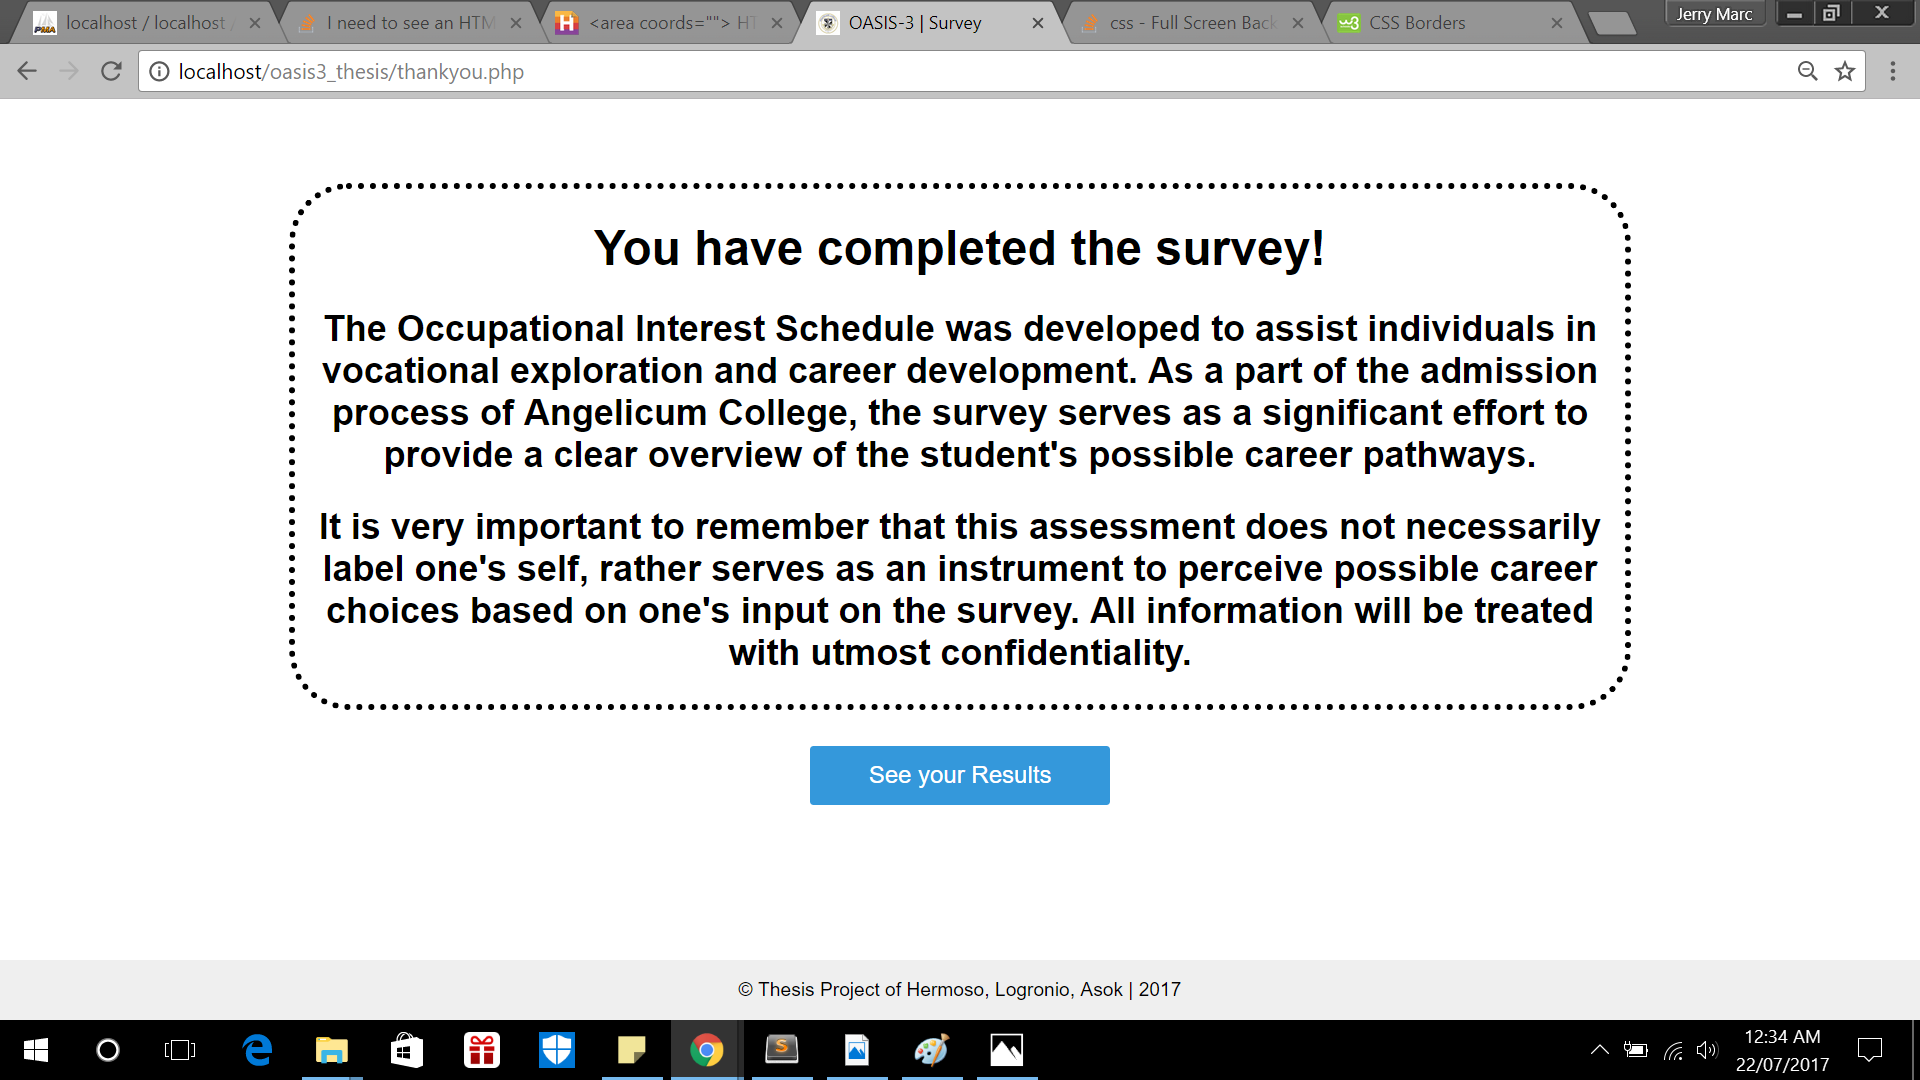 localhost / localhost /
I need to see an HTM
<area coords=""> HT
OASIS-3 | Survey
css - Full Screen Back
CSS Borders
Jerry Marc
localhost/oasis3_thesis/thankyou.php
You have completed the survey!
The Occupational Interest Schedule was developed to assist individuals in
vocational exploration and career development. As a part of the admission
process of Angelicum College, the survey serves as a significant effort to
provide a clear overview of the student's possible career pathways.
It is very important to remember that this assessment does not necessarily
label one's self, rather serves as an instrument to perceive possible career
choices based on one's input on the survey. All information will be treated
with utmost confidentiality.
See your Results
© Thesis Project of Hermoso, Logronio, Asok | 2017
12:34 AM
22/07/2017